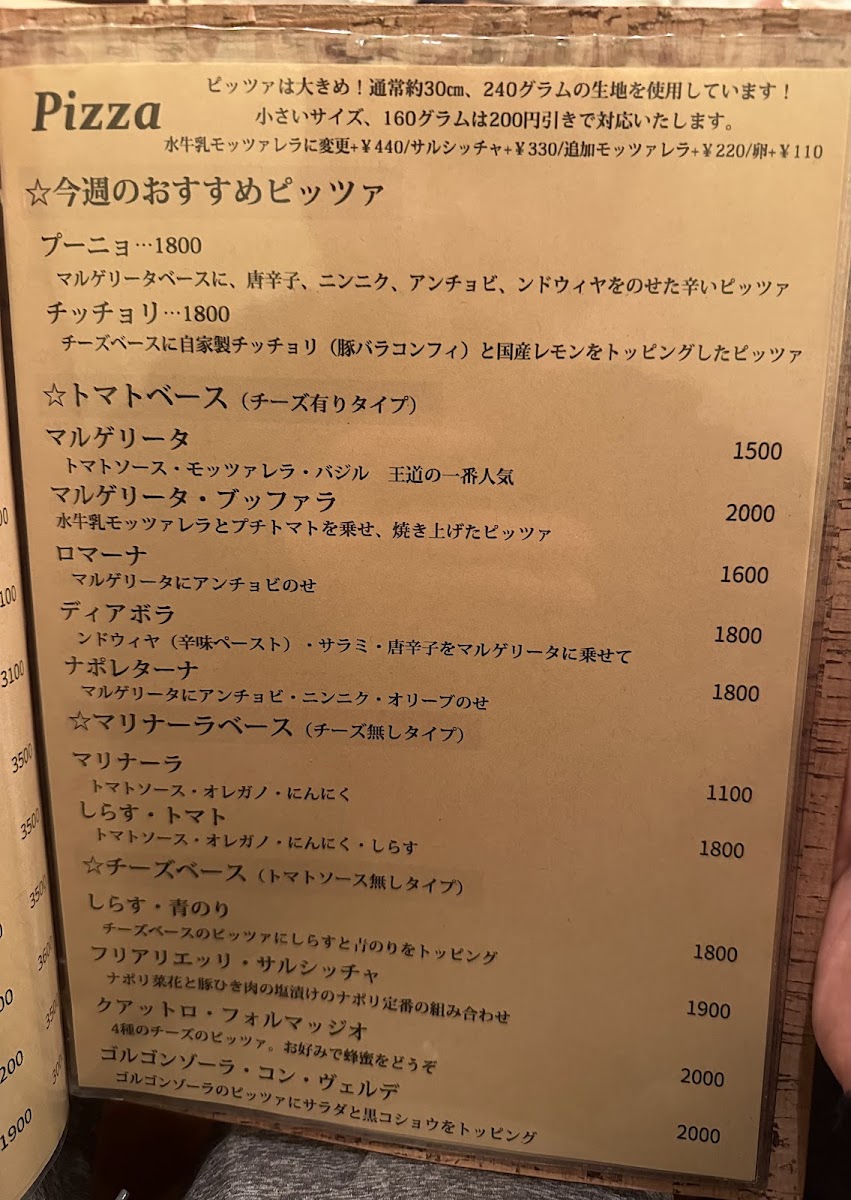 Pizza
ピッツァは大きめ！通常約30㎝、240グラムの生地を使用しています！
小さいサイズ、160グラムは200円引きで対応いたします。
水牛乳モッツァレラに変更+￥440/サルシッチャ+￥330/追加モッツァレラ+￥220/卵+￥110
☆今週のおすすめピッツァ
プーニョ…1800
マルゲリータベースに、唐辛子、ニンニク、アンチョビ、ンドウィヤをのせた辛いピッツァ
チッチョリ…1800
チーズベースに自家製チッチョリ（豚バラコンフィ）と国産レモンをトッピングしたピッツァ
☆トマトベース（チーズ有りタイプ）
マルゲリータ 1500
トマトソース・モッツァレラ・バジル　王道の一番人気
マルゲリータ・ブッファラ 2000
水牛乳モッツァレラとプチトマトを乗せ、焼き上げたピッツァ
ロマーナ 1600
マルゲリータにアンチョビのせ
ディアボラ 1800
ンドウィヤ（辛味ペースト）・サラミ・唐辛子をマルゲリータに乗せて
ナポレターナ 1800
マルゲリータにアンチョビ・ニンニク・オリーブのせ
☆マリナーラベース（チーズ無しタイプ）
マリナーラ 1100
トマトソース・オレガノ・にんにく
しらす・トマト 1800
トマトソース・オレガノ・にんにく・しらす
☆チーズベース（トマトソース無しタイプ）
しらす・青のり 1800
チーズベースのピッツァにしらすと青のりをトッピング
フリアリエッリ・サルシッチャ 1900
ナポリ菜花と豚ひき肉の塩漬けのナポリ定番の組み合わせ
クアットロ・フォルマッジオ 2000
4種のチーズのピッツァ。お好みで蜂蜜をどうぞ
ゴルゴンゾーラ・コン・ヴェルデ 2000
ゴルゴンゾーラのピッツァにサラダと黒コショウをトッピング
3100
3500
3500
1900